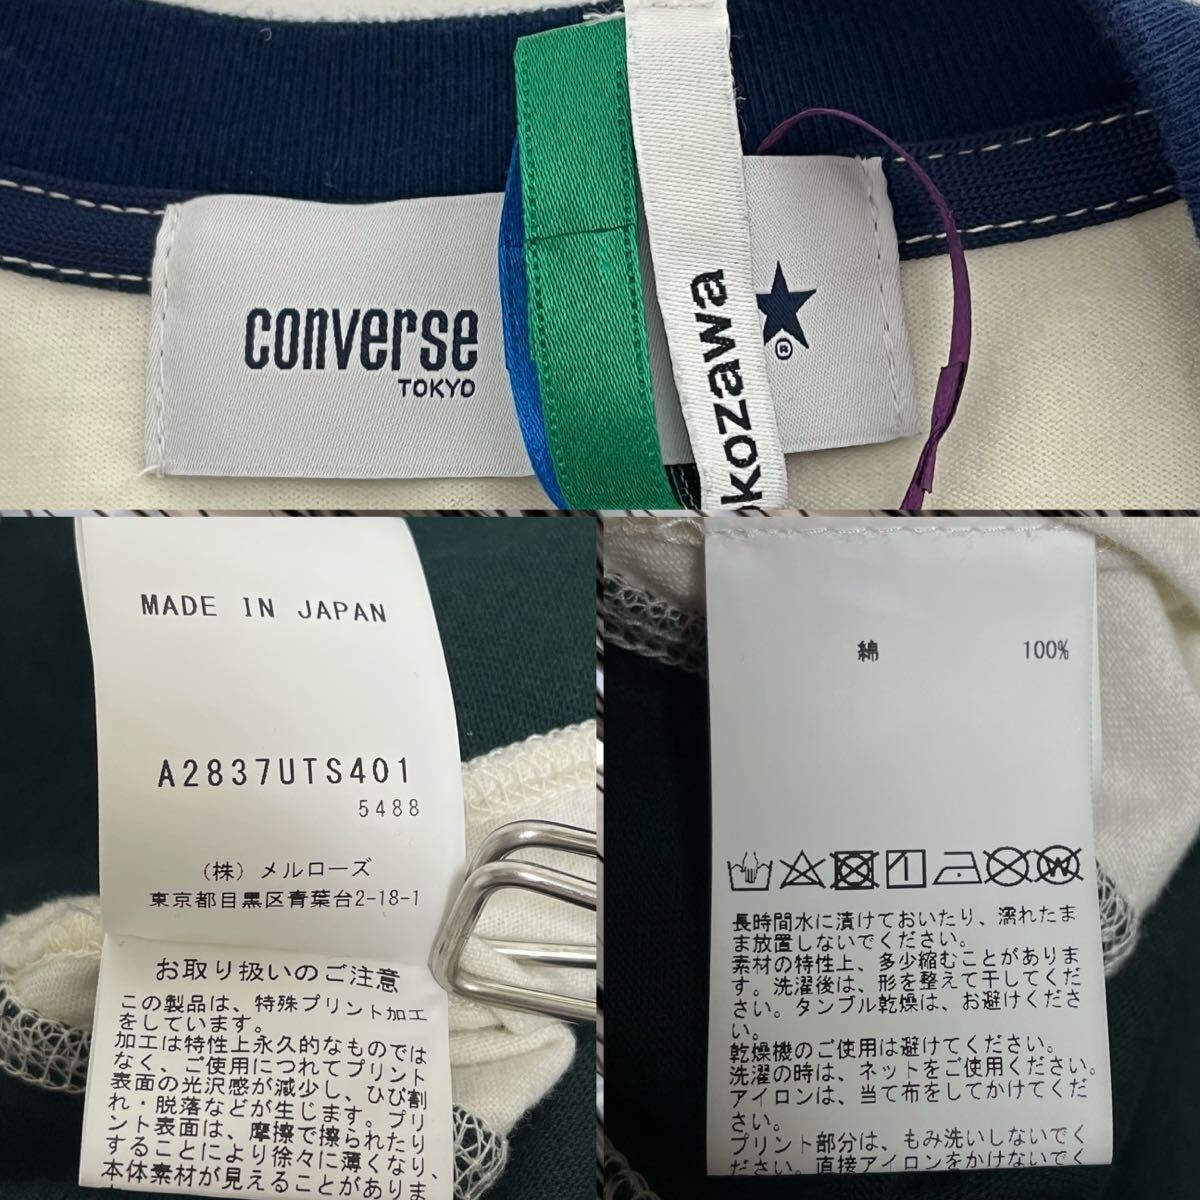 converse
TOKYO
kozawa
®
MADE IN JAPAN
A2837UTS401
5488
(株) メルローズ
東京都目黒区青葉台2-18-1
お取り扱いのご注意
この製品は、特殊プリント加工
をしています。
加工は特性上永久的なものでは
なく、ご使用につれてプリント
表面の光沢感が減少し、ひび割
れ・脱落などが生じます。プリ
ント表面は、摩擦で擦られたり
することにより徐々に薄くなり、
本体素材が見えることがありま
綿 100%
長時間水に漬けておいたり、濡れたま
ま放置しないでください。
素材の特性上、多少縮むことがありま
す。洗濯後は、形を整えて干してくだ
さい。タンブル乾燥は、お避けくださ
い。
乾燥機のご使用は避けてください。
洗濯の時は、ネットをご使用ください。
アイロンは、当て布をしてかけてくだ
さい。
プリント部分は、もみ洗いしないでく
ださい。直接アイロンをかけないでく